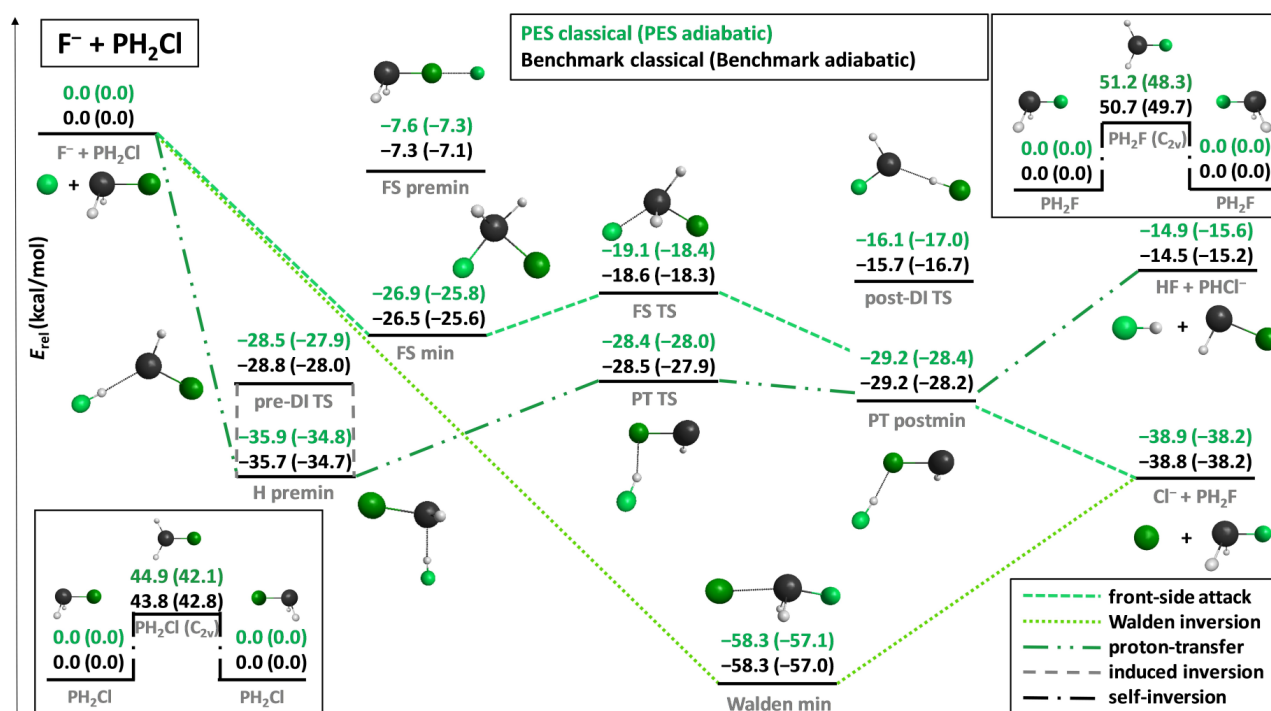 F⁻ + PH₂Cl
PES classical (PES adiabatic)
Benchmark classical (Benchmark adiabatic)
E_rel (kcal/mol)
0.0 (0.0)
0.0 (0.0)
F⁻ + PH₂Cl
+
−7.6 (−7.3)
−7.3 (−7.1)
FS premin
−26.9 (−25.8)
−26.5 (−25.6)
FS min
−19.1 (−18.4)
−18.6 (−18.3)
FS TS
−16.1 (−17.0)
−15.7 (−16.7)
post-DI TS
−14.9 (−15.6)
−14.5 (−15.2)
HF + PHCl⁻
+
−28.5 (−27.9)
−28.8 (−28.0)
pre-DI TS
−35.9 (−34.8)
−35.7 (−34.7)
H premin
−28.4 (−28.0)
−28.5 (−27.9)
PT TS
−29.2 (−28.4)
−29.2 (−28.2)
PT postmin
−38.9 (−38.2)
−38.8 (−38.2)
Cl⁻ + PH₂F
+
−58.3 (−57.1)
−58.3 (−57.0)
Walden min
51.2 (48.3)
50.7 (49.7)
PH₂F (C₂ᵥ)
0.0 (0.0)
0.0 (0.0)
PH₂F
0.0 (0.0)
0.0 (0.0)
PH₂F
44.9 (42.1)
43.8 (42.8)
PH₂Cl (C₂ᵥ)
0.0 (0.0)
0.0 (0.0)
PH₂Cl
0.0 (0.0)
0.0 (0.0)
PH₂Cl
front-side attack
Walden inversion
proton-transfer
induced inversion
self-inversion